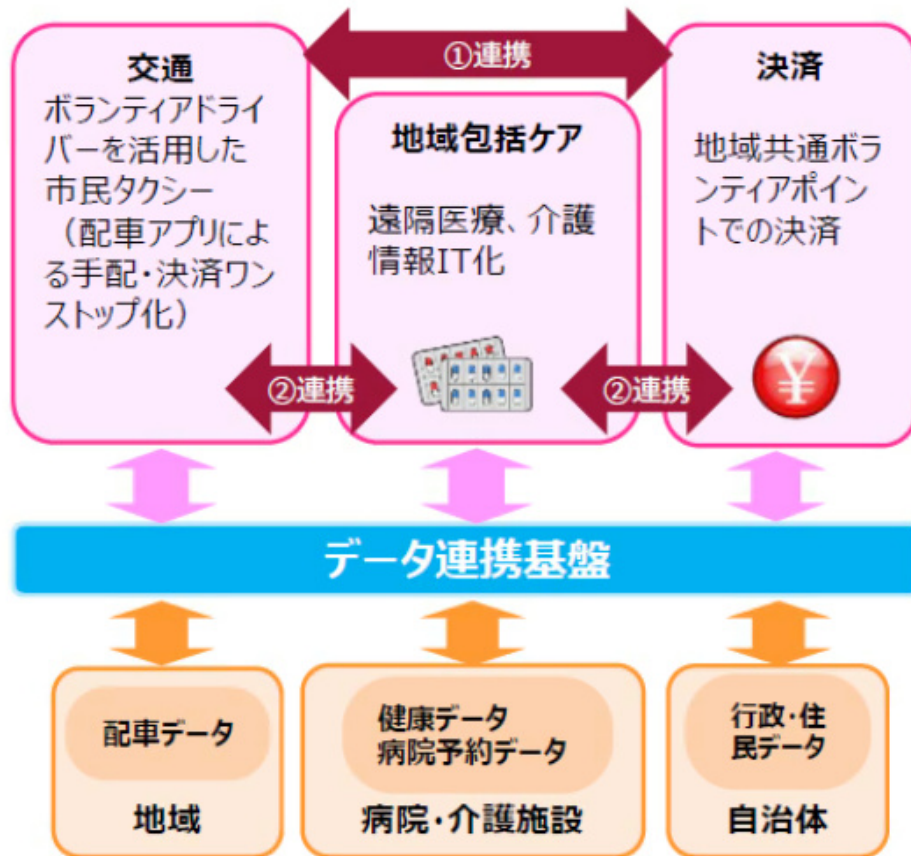 ①連携
交通
ボランティアドライ
バーを活用した
市民タクシー
（配車アプリによ
る手配・決済ワン
ストップ化）
地域包括ケア
遠隔医療、介護
情報IT化
決済
地域共通ボラ
ンティアポイン
トでの決済
②連携
②連携
¥
データ連携基盤
配車データ
地域
健康データ
病院予約データ
病院・介護施設
行政・住
民データ
自治体